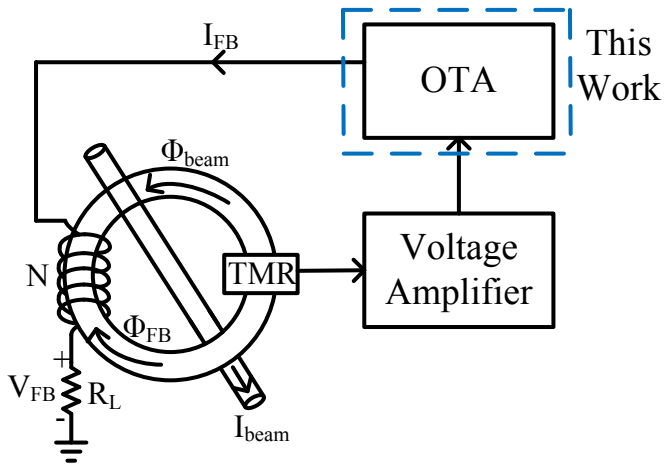 I_FB
OTA
This
Work
Φ_beam
Voltage
Amplifier
TMR
N
Φ_FB
+
V_FB
R_L
-
I_beam